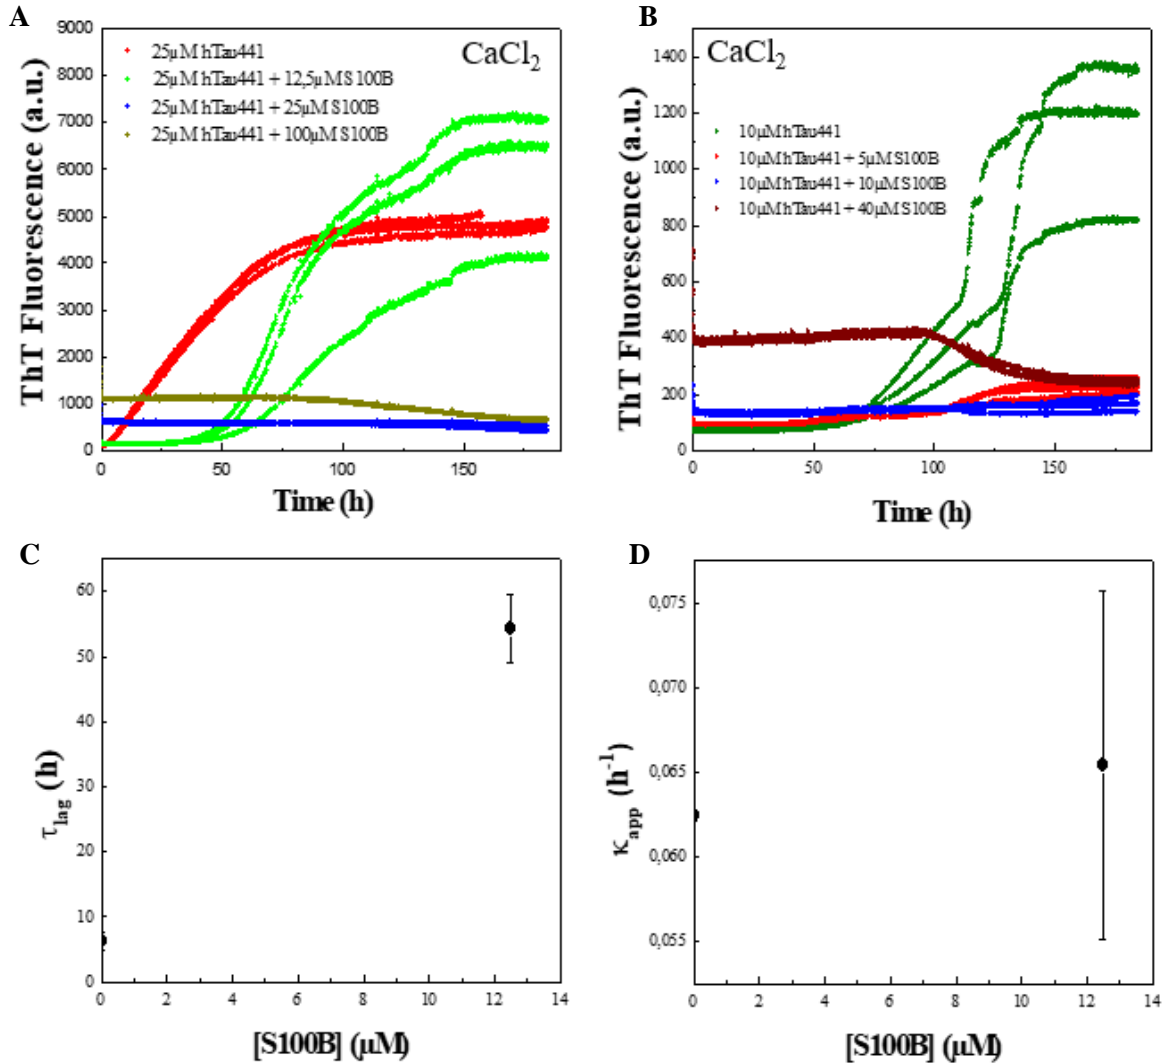 A
9000
8000
7000
6000
5000
4000
3000
2000
1000
0
ThT Fluorescence (a.u.)
25µM hTau441
25µM hTau441 + 12,5µM S100B
25µM hTau441 + 25µM S100B
25µM hTau441 + 100µM S100B
CaCl₂
0 50 100 150
Time (h)
B
1400
1200
1000
800
600
400
200
0
ThT Fluorescence (a.u.)
CaCl₂
10µM hTau441
10µM hTau441 + 5µM S100B
10µM hTau441 + 10µM S100B
10µM hTau441 + 40µM S100B
0 50 100 150
Time (h)
C
60
50
40
30
20
10
0
τlag (h)
0 2 4 6 8 10 12 14
[S100B] (µM)
D
0,075
0,070
0,065
0,060
0,055
κapp (h⁻¹)
0 2 4 6 8 10 12 14
[S100B] (µM)